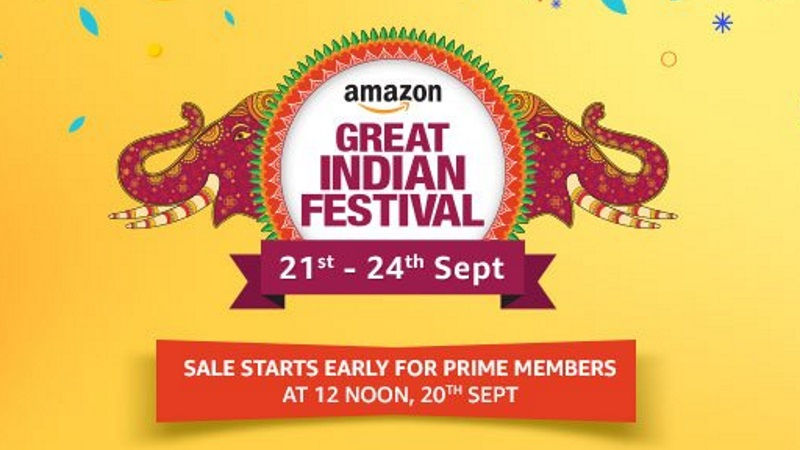 amazon
GREAT
INDIAN
FESTIVAL
21st - 24th Sept
SALE STARTS EARLY FOR PRIME MEMBERS
AT 12 NOON, 20TH SEPT